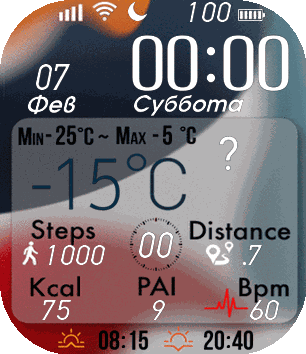 100
07 00:00
Фев Суббота
Min-25°C ~ Max -5 °C
-15°C ?
Steps Distance
1000 00 .7
Kcal PAI Bpm
75 9 60
08:15 20:40